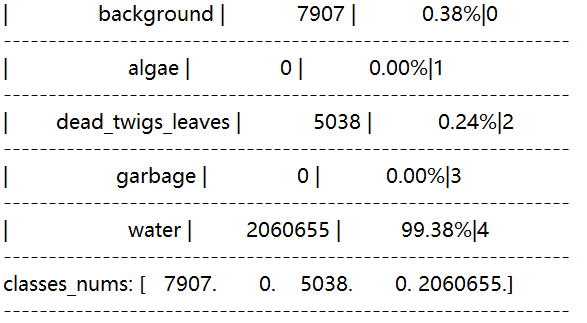 | background | 7907 | 0.38%|0
----------------------------------------------------------------------
| algae | 0 | 0.00%|1
----------------------------------------------------------------------
| dead_twigs_leaves | 5038 | 0.24%|2
----------------------------------------------------------------------
| garbage | 0 | 0.00%|3
----------------------------------------------------------------------
| water | 2060655 | 99.38%|4
----------------------------------------------------------------------
classes_nums: [ 7907. 0. 5038. 0. 2060655.]
----------------------------------------------------------------------